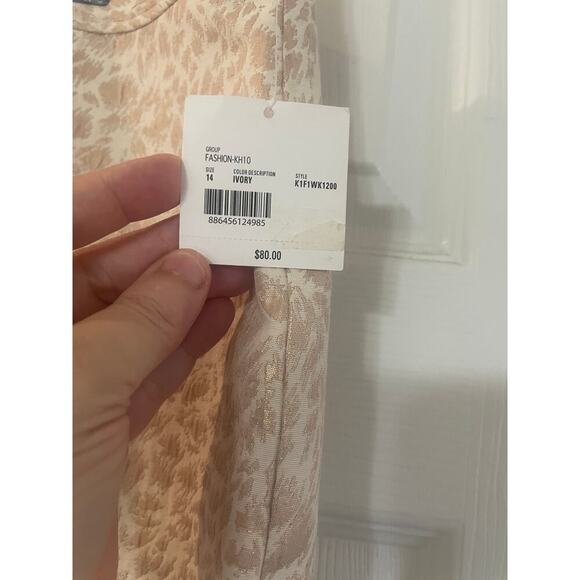 GROUP
FASHION-KH10
SIZE COLOR DESCRIPTION STYLE
14 IVORY K1F1WK1200
886456124985
$80.00